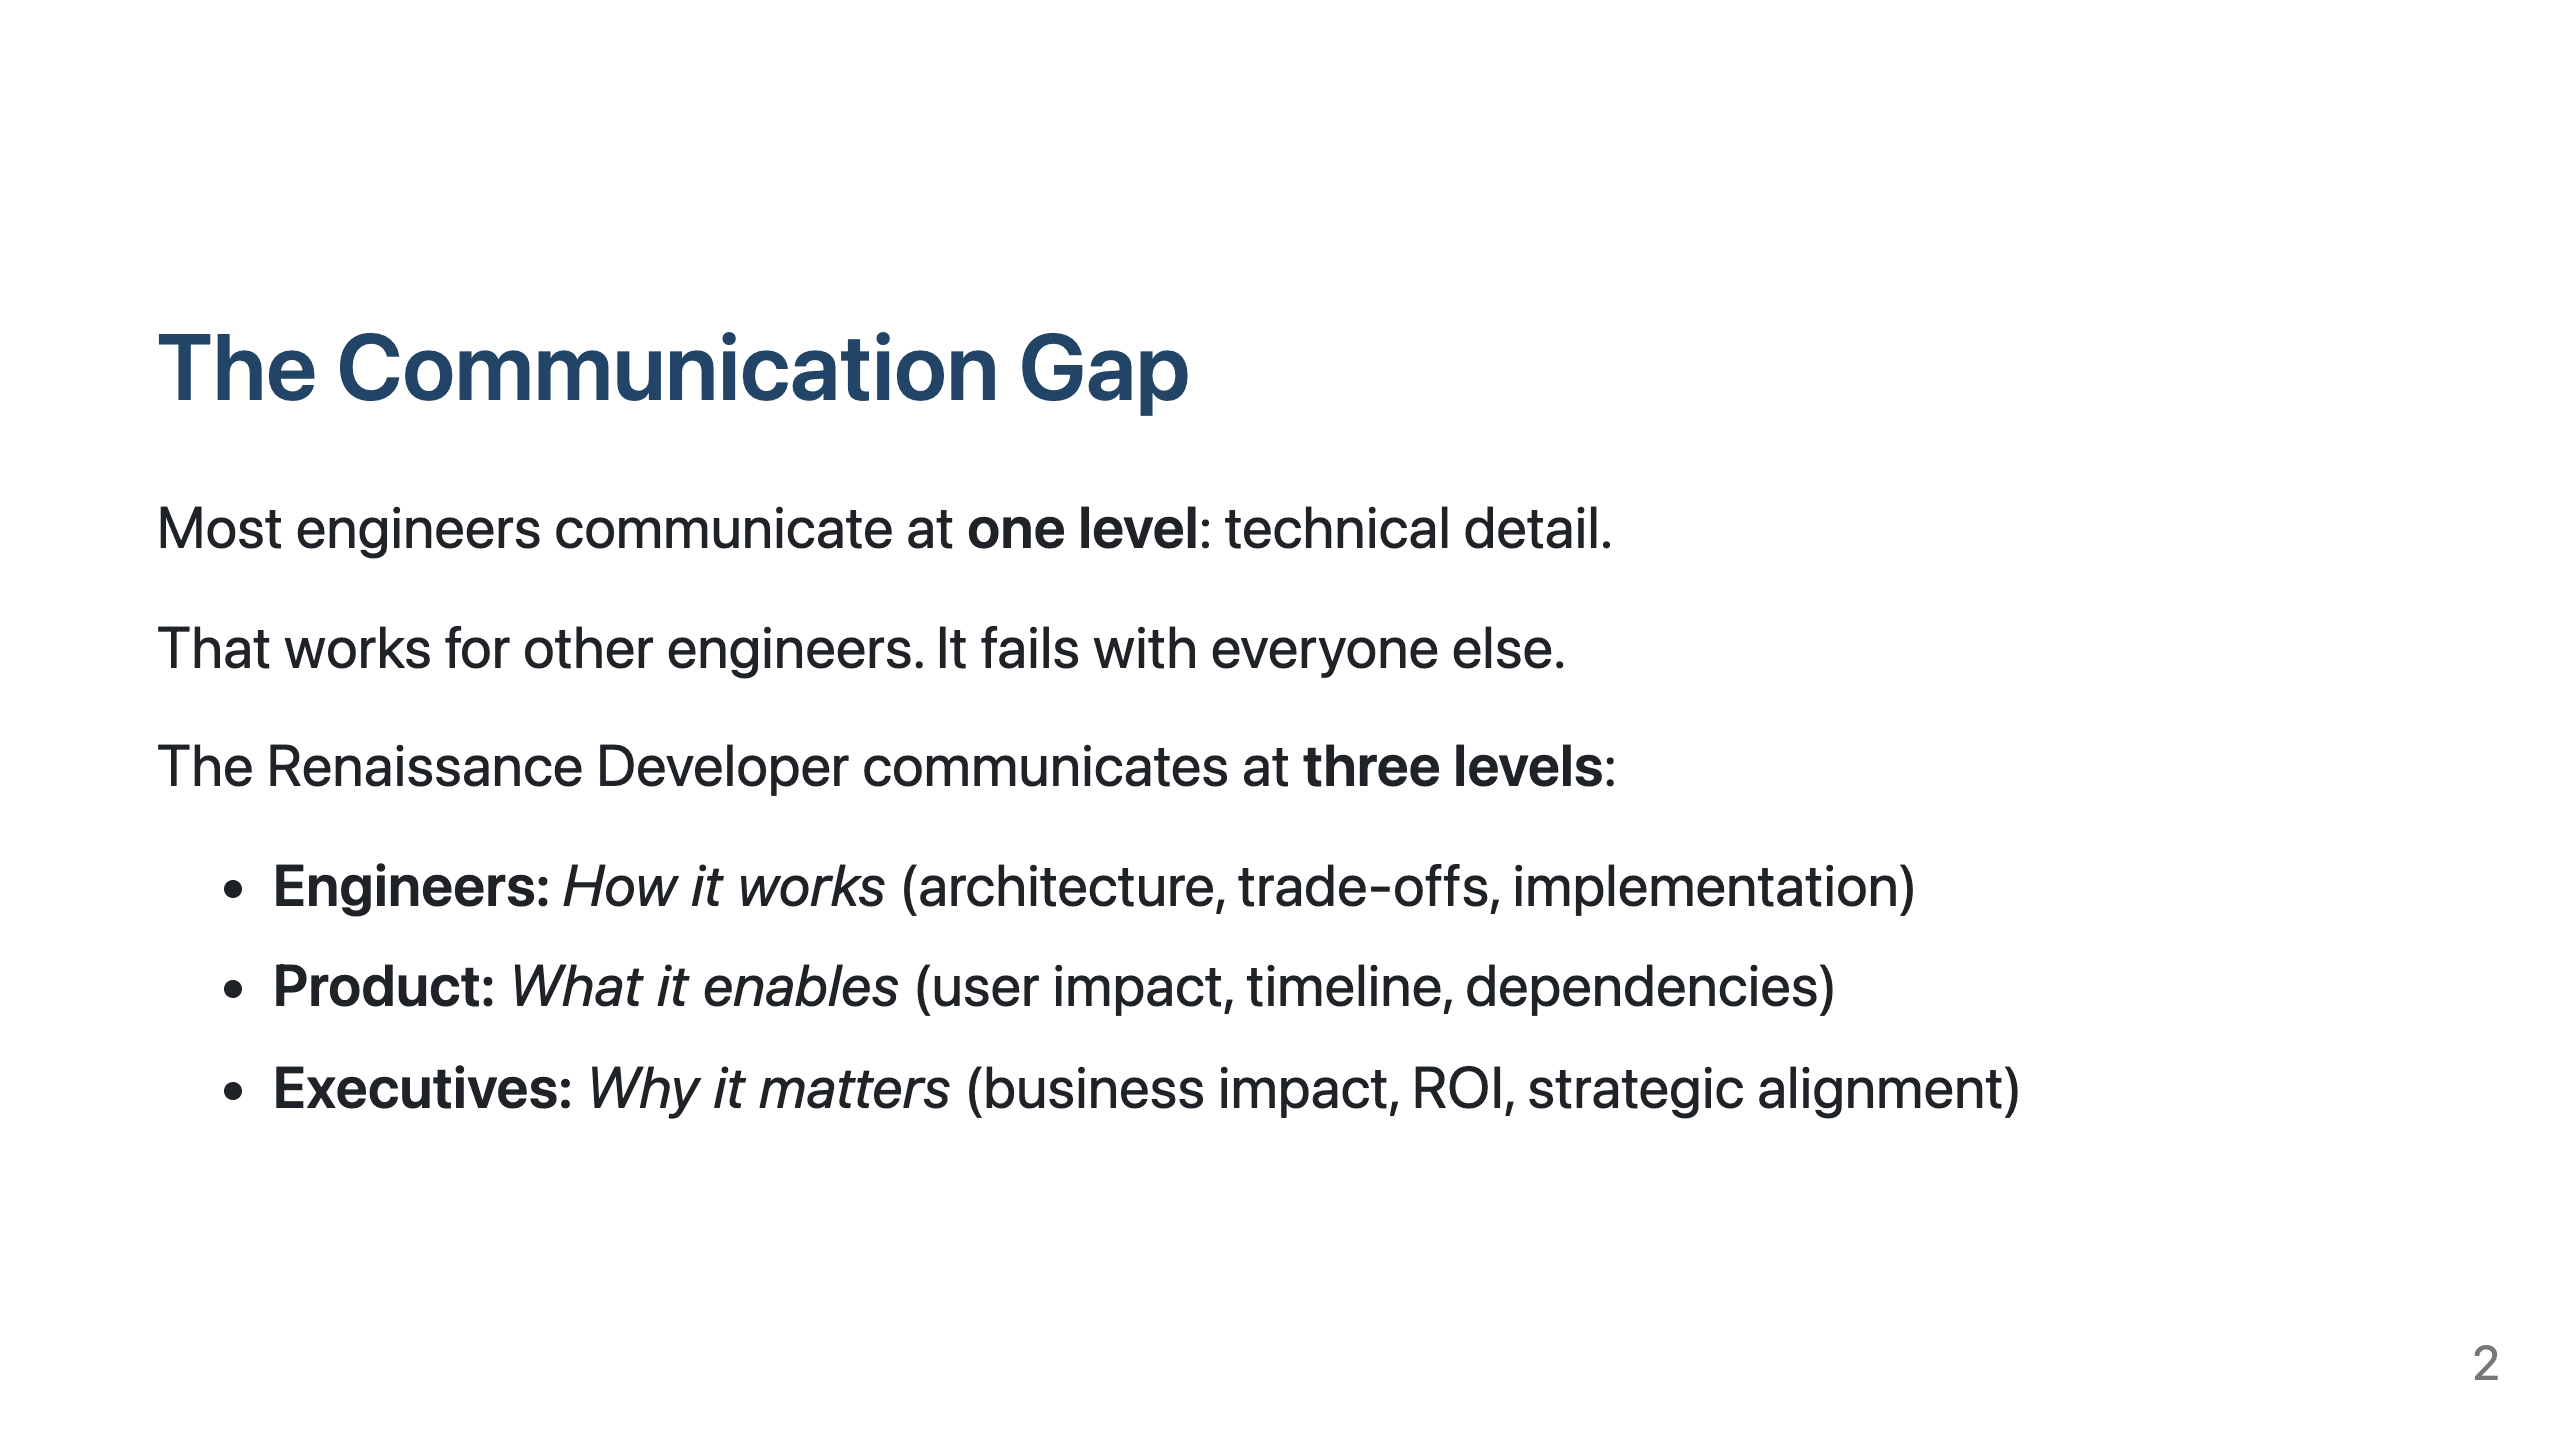 The Communication Gap
Most engineers communicate at one level: technical detail.
That works for other engineers. It fails with everyone else.
The Renaissance Developer communicates at three levels:
• Engineers: How it works (architecture, trade-offs, implementation)
• Product: What it enables (user impact, timeline, dependencies)
• Executives: Why it matters (business impact, ROI, strategic alignment)
2